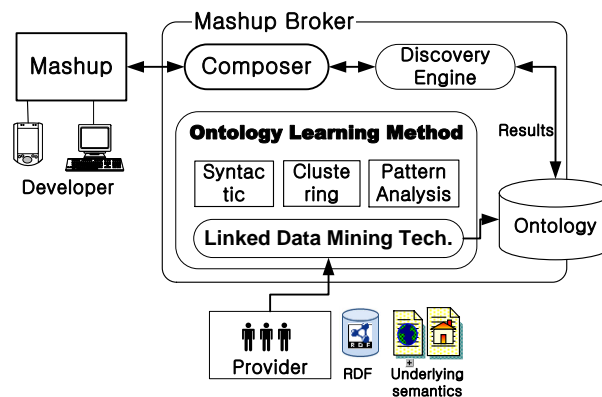 Mashup Broker
Mashup
Composer
Discovery
Engine
Developer
Ontology Learning Method
Results
Syntac
tic
Cluste
ring
Pattern
Analysis
Linked Data Mining Tech.
Ontology
Provider
RDF
RDF
Underlying
semantics